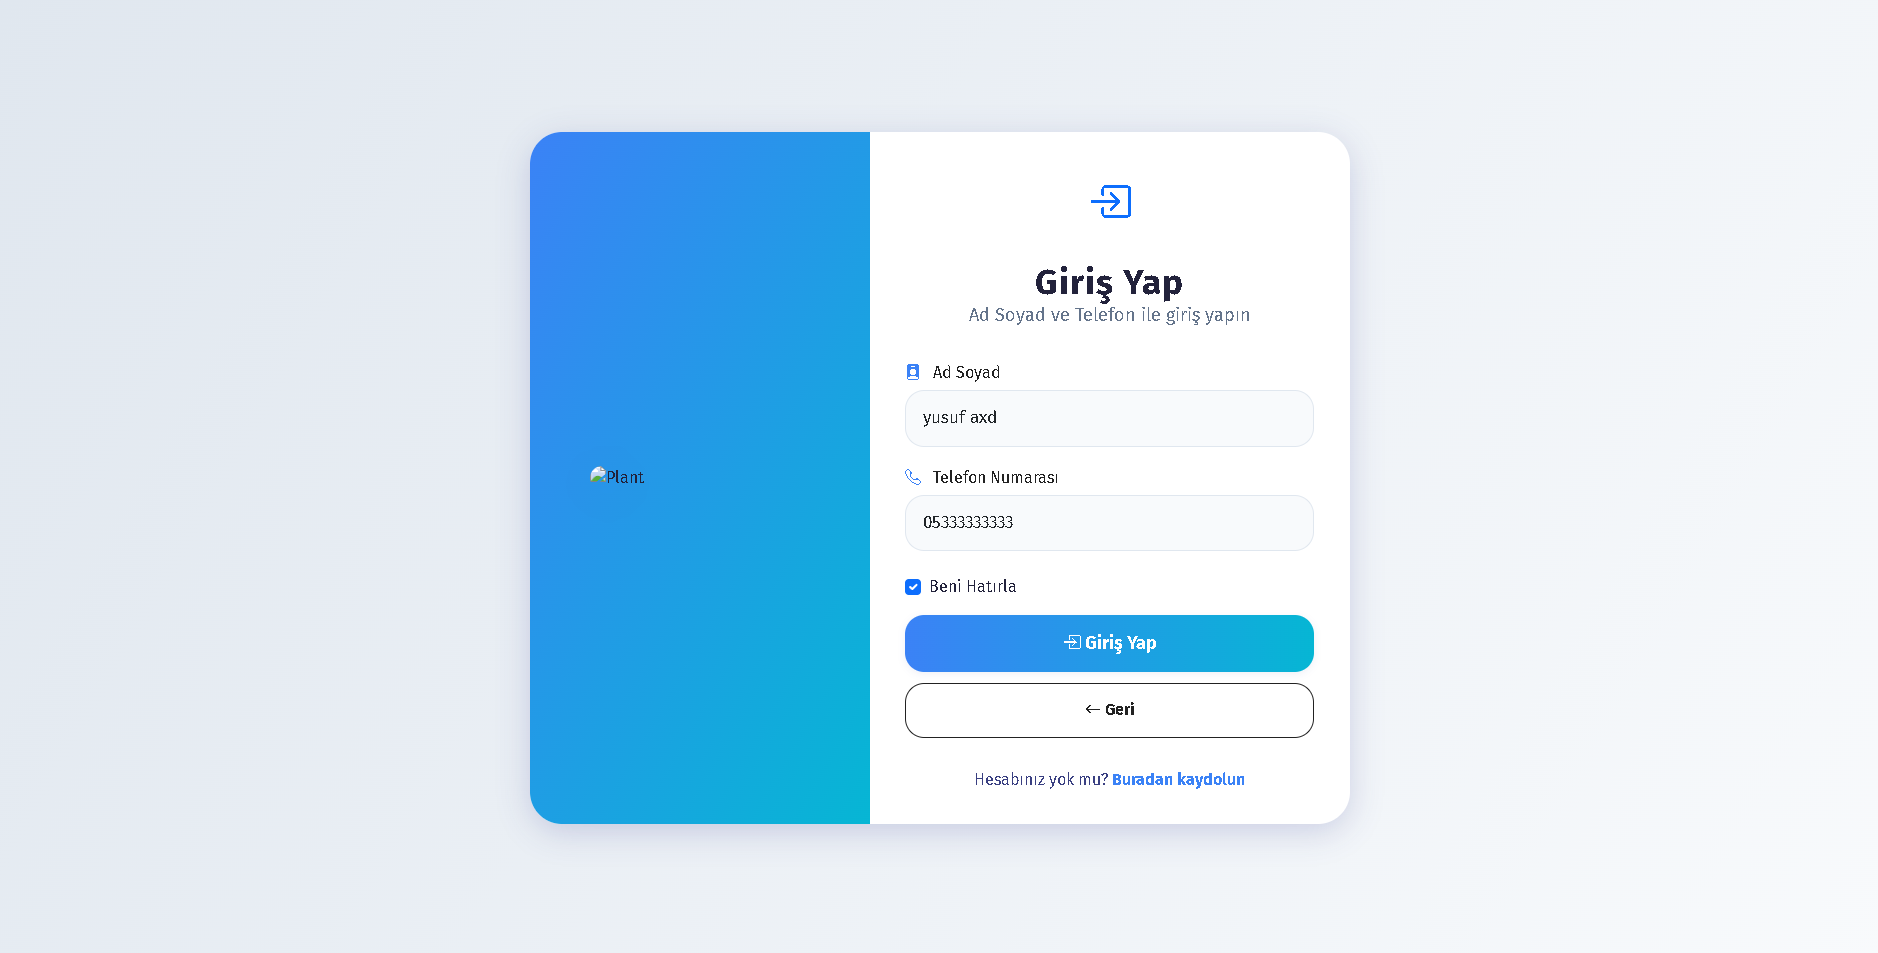 Plant
Giriş Yap
Ad Soyad ve Telefon ile giriş yapın
Ad Soyad
yusuf axd
Telefon Numarası
05333333333
Beni Hatırla
Giriş Yap
Geri
Hesabınız yok mu? Buradan kaydolun